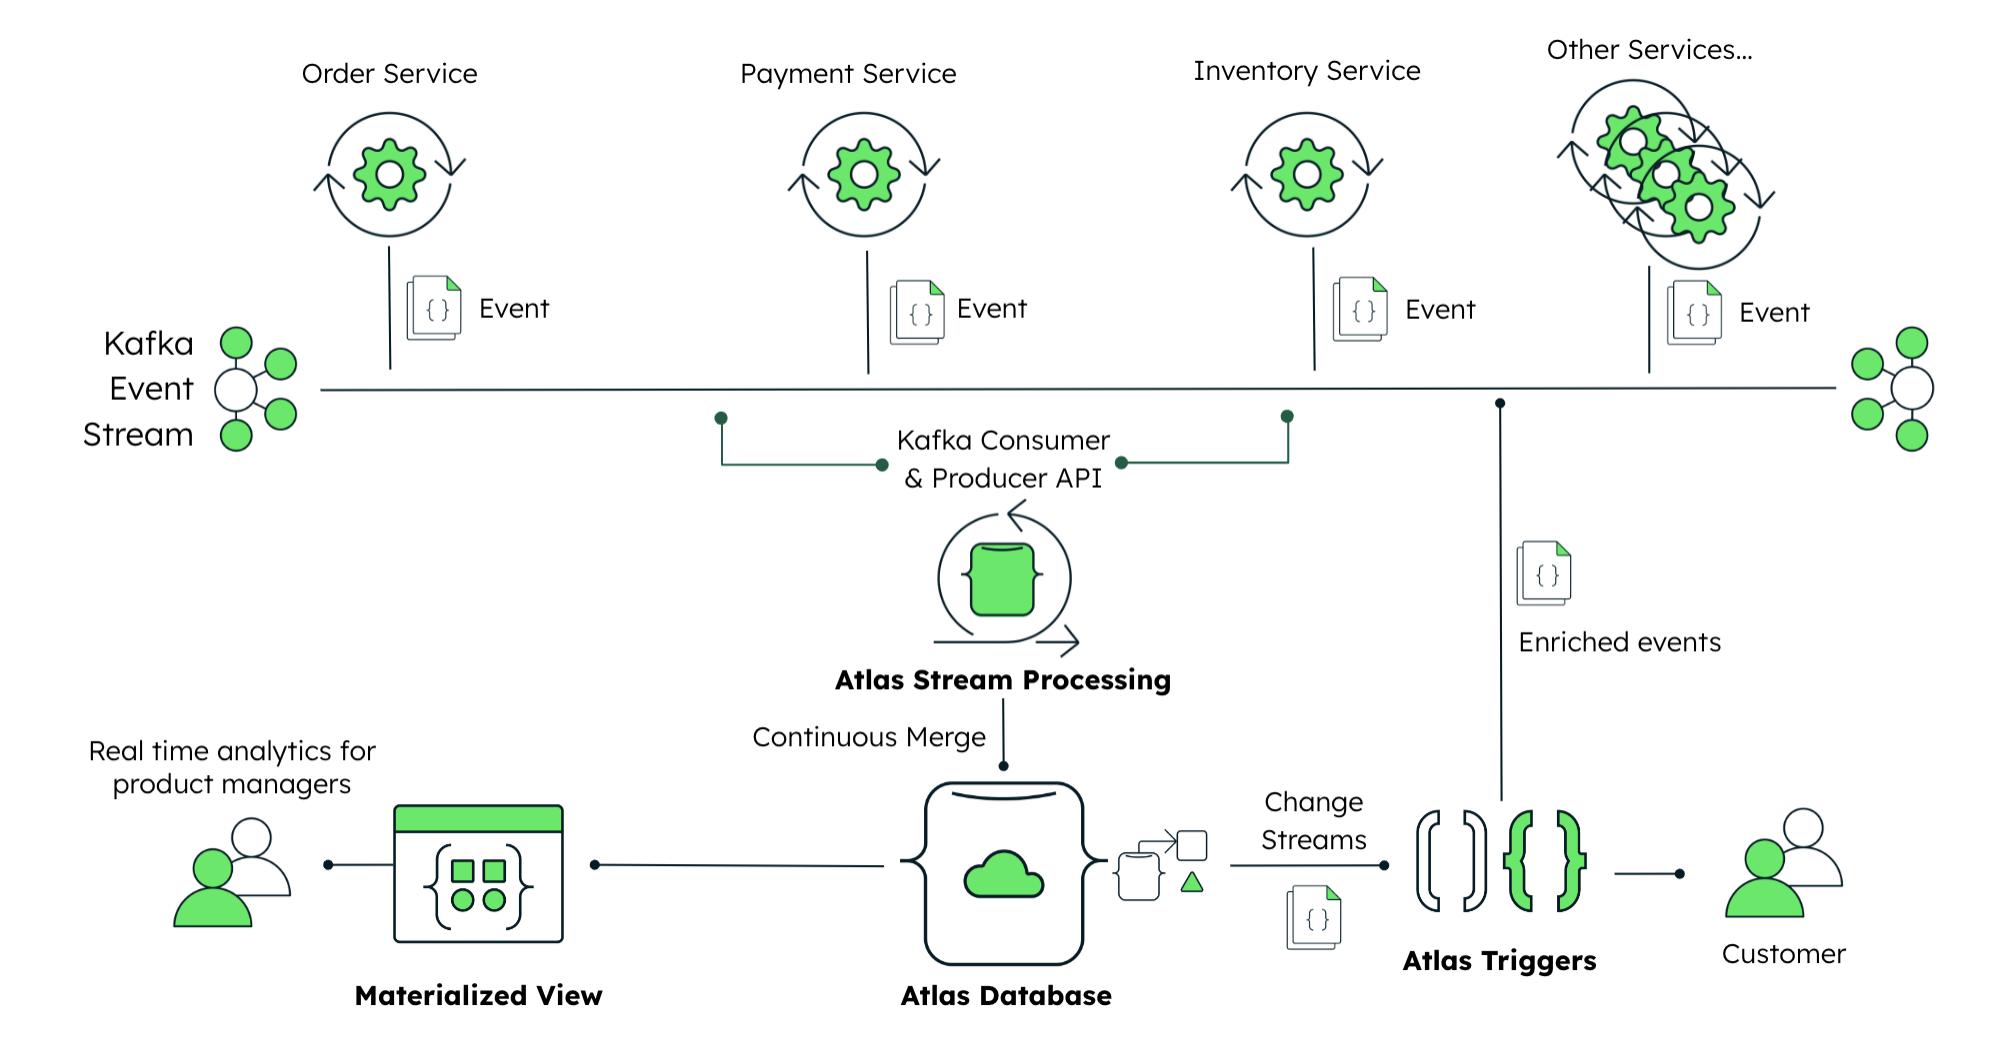 Order Service
Payment Service
Inventory Service
Other Services...
Event
Event
Event
Event
Kafka
Event
Stream
Kafka Consumer
& Producer API
Enriched events
Atlas Stream Processing
Continuous Merge
Real time analytics for
product managers
Change
Streams
{ }
Materialized View
Atlas Database
Atlas Triggers
Customer